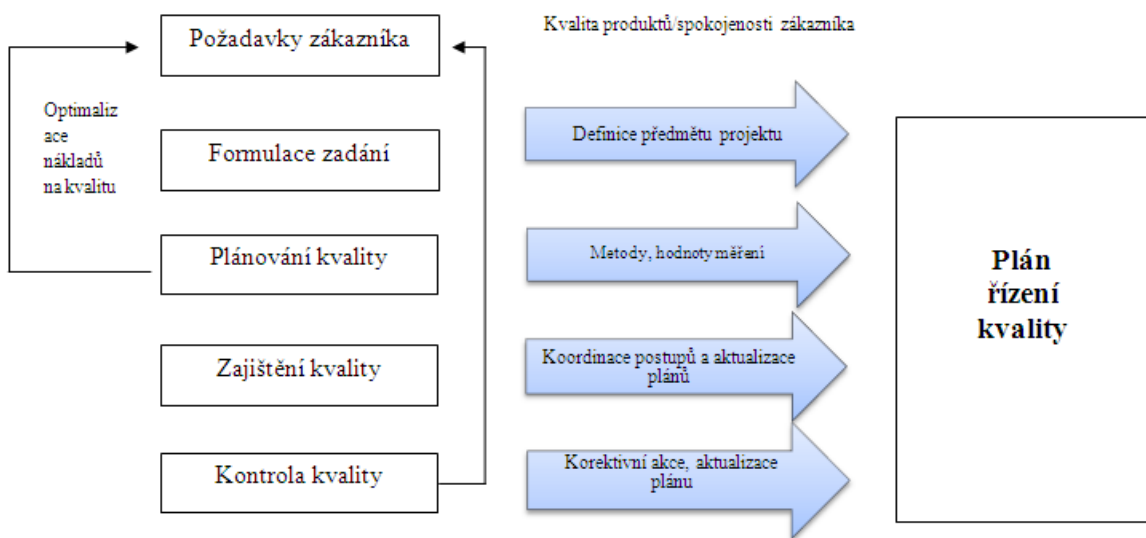 Požadavky zákazníka
Kvalita produktů/spokojenosti zákazníka
Optimaliz
ace
nákladů
na kvalitu
Formulace zadání
Definice předmětu projektu
Plánování kvality
Metody, hodnoty měření
Zajištění kvality
Koordinace postupů a aktualizace
plánů
Kontrola kvality
Korektivní akce, aktualizace
plánu
Plán
řízení
kvality